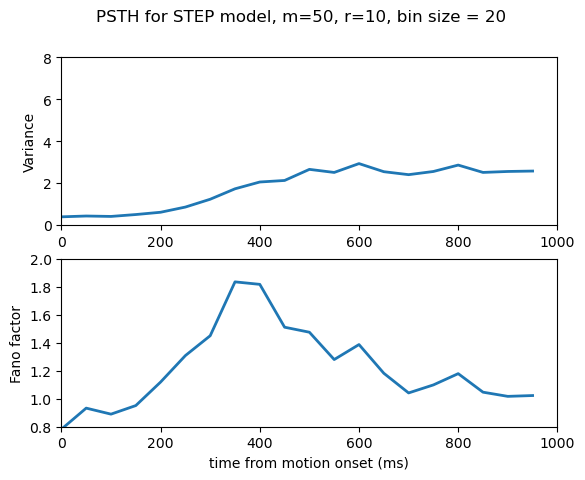 PSTH for STEP model, m=50, r=10, bin size = 20
8
6
4
2
0
Variance
0 200 400 600 800 1000
2.0
1.8
1.6
1.4
1.2
1.0
0.8
Fano factor
0 200 400 600 800 1000
time from motion onset (ms)